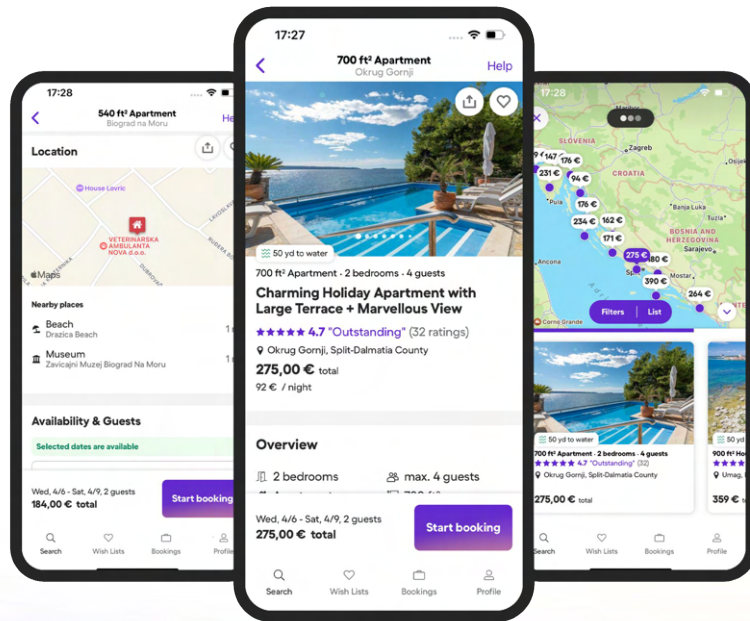 17:28
540 ft² Apartment
Biograd na Moru
Location
House Lavric
VETERINARSKA
AMBULANTA
NOVA d.o.o.
Maps
Nearby places
Beach
Drazica Beach
Museum
Zavicajni Muzej Biograd Na Moru
Availability & Guests
Selected dates are available
Wed, 4/6 - Sat, 4/9, 2 guests
184,00 € total
Start booking
Search
Wish Lists
Bookings
Profile
17:27
700 ft² Apartment
Okrug Gornji
Help
50 yd to water
700 ft² Apartment · 2 bedrooms · 4 guests
Charming Holiday Apartment with
Large Terrace + Marvellous View
4.7 "Outstanding" (32 ratings)
Okrug Gornji, Split-Dalmatia County
275,00 € total
92 € / night
Overview
2 bedrooms
max. 4 guests
Wed, 4/6 - Sat, 4/9, 2 guests
275,00 € total
Start booking
Search
Wish Lists
Bookings
Profile
17:28
SLOVENIA
Zagreb
CROATIA
147
176 €
231 €
94 €
Pula
176 €
Banja Luka
Tuzla
234 €
162 €
171 €
BOSNIA AND
HERZEGOVINA
Sarajevo
Ancona
275 €
180 €
Mostar
390 €
264 €
Corno Grande
Filters
List
50 yd to water
700 ft² Apartment · 2 bedrooms · 4 guests
4.7 "Outstanding" (32)
Okrug Gornji, Split-Dalmatia County
275,00 € total
900 ft²
Umag,
359 €
Search
Wish Lists
Bookings
Profile